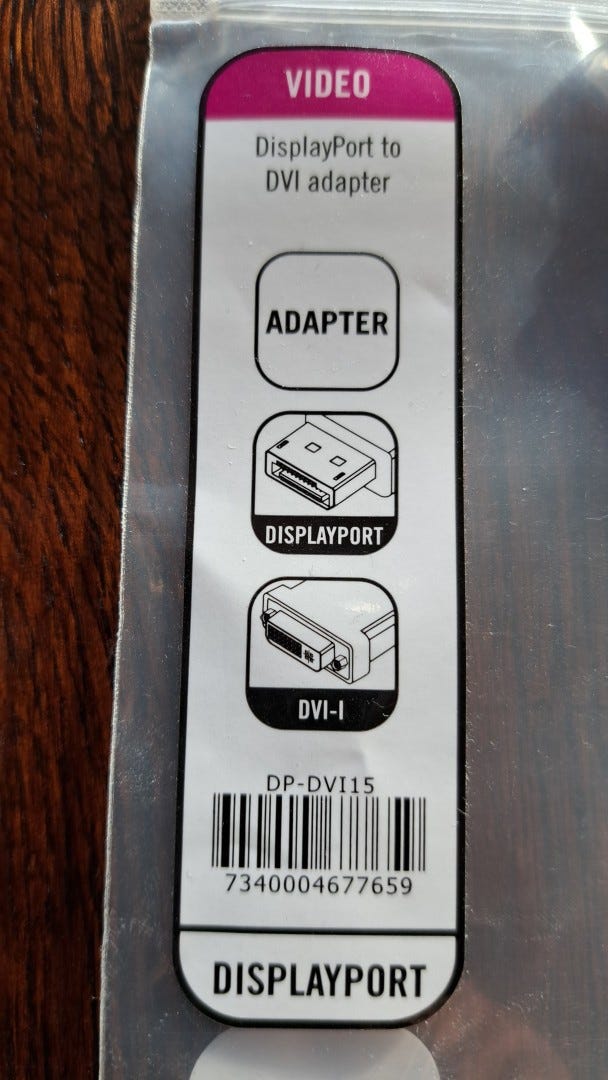 VIDEO
DisplayPort to
DVI adapter
ADAPTER
DISPLAYPORT
DVI-I
DP-DVI15
7340004677659
DISPLAYPORT